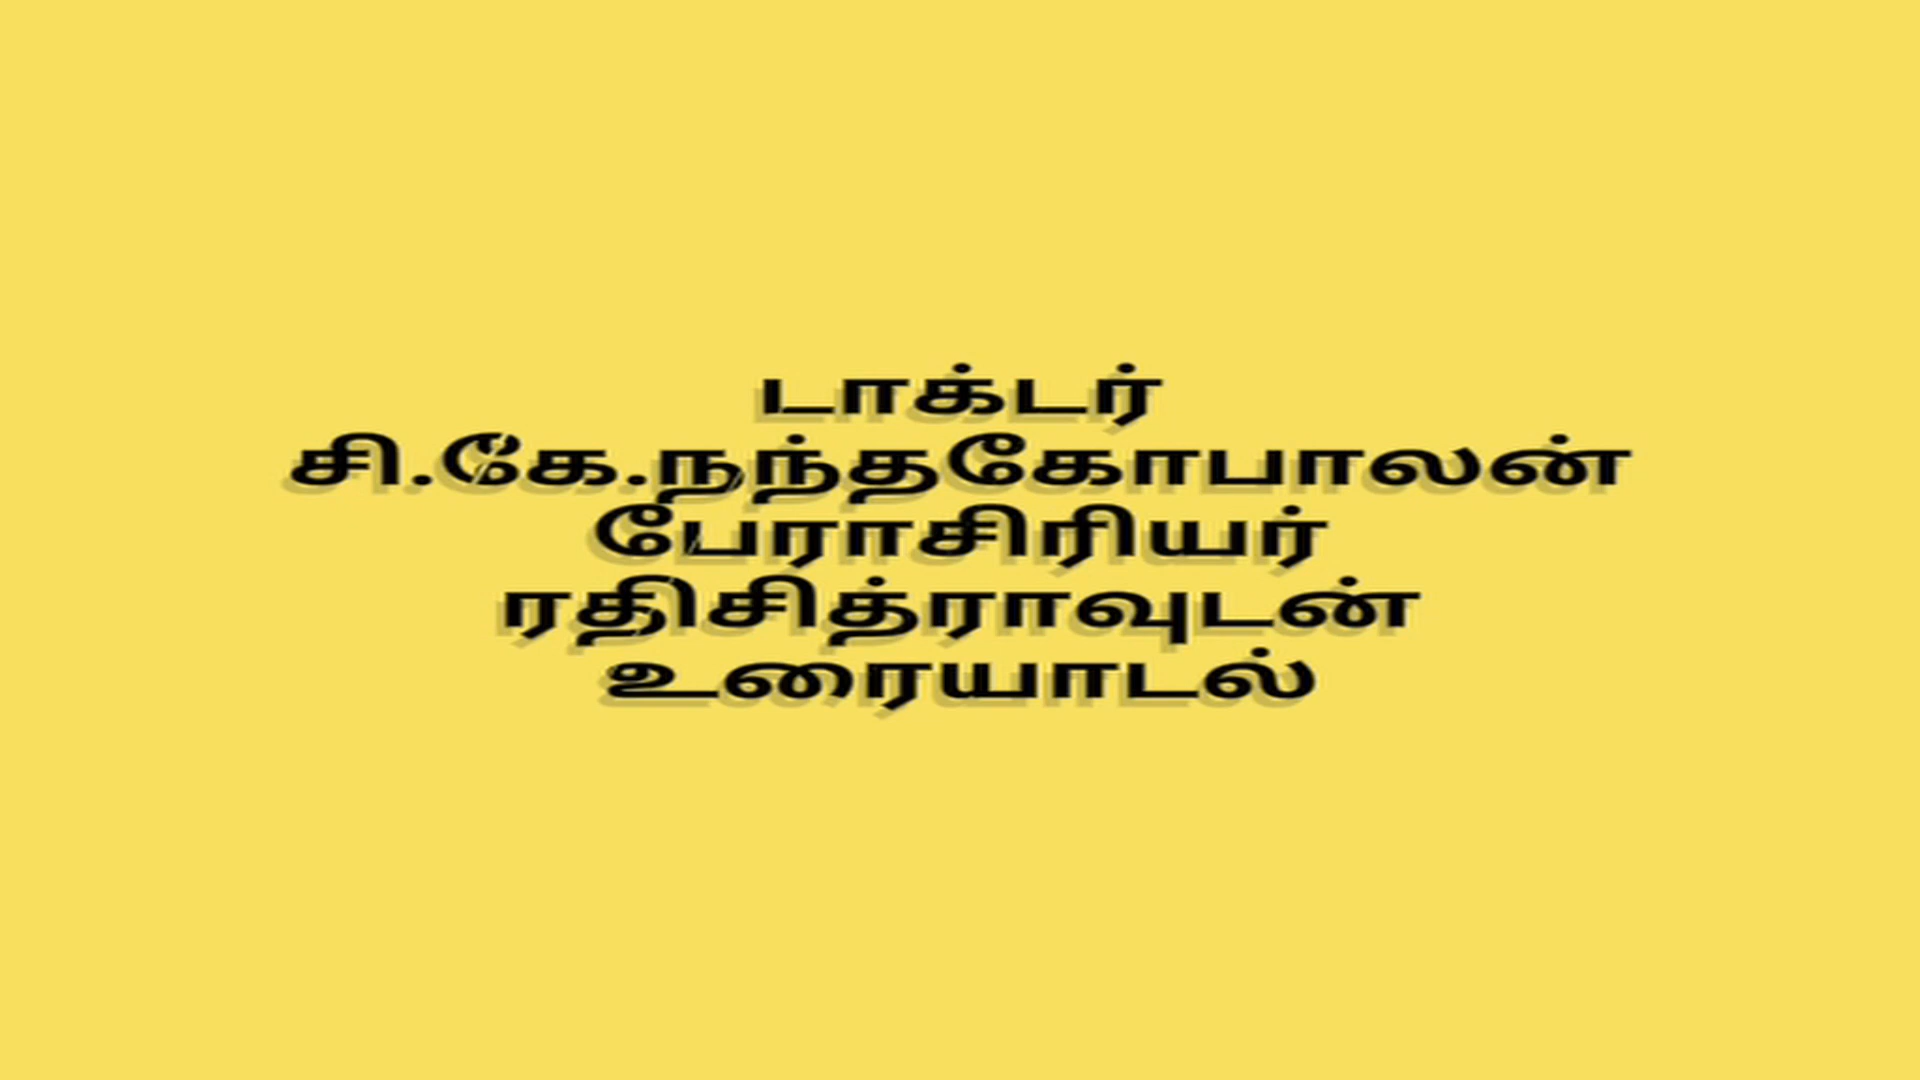 டாக்டர்
சி.கே.நந்தகோபாலன்
பேராசிரியர்
ரதிசித்ராவுடன்
உரையாடல்